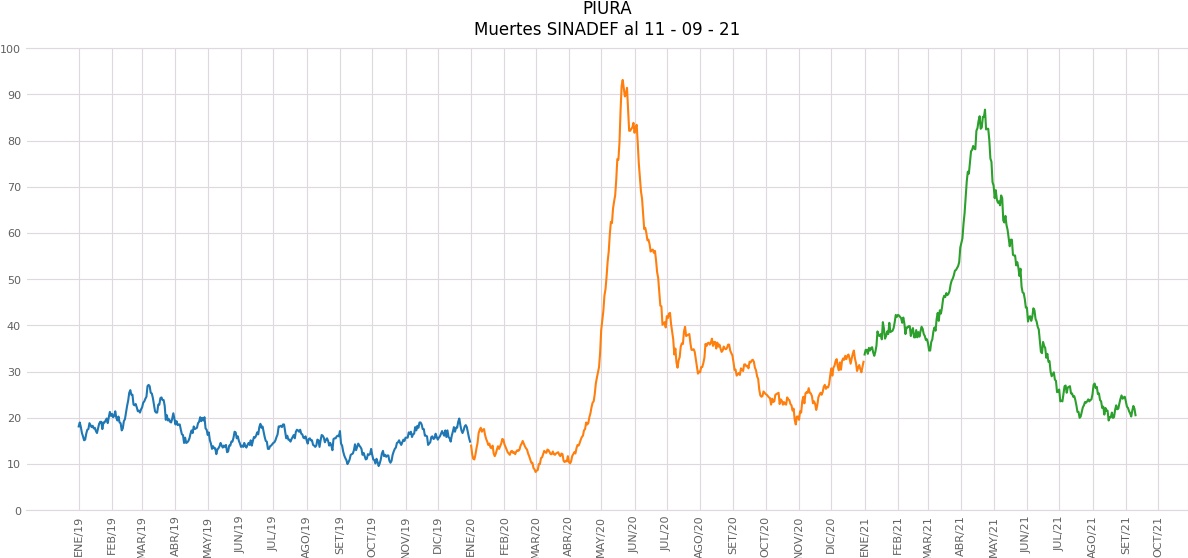 PIURA
Muertes SINADEF al 11 - 09 - 21
100
90
80
70
60
50
40
30
20
10
0
ENE/19
FEB/19
MAR/19
ABR/19
MAY/19
JUN/19
JUL/19
AGO/19
SET/19
OCT/19
NOV/19
DIC/19
ENE/20
FEB/20
MAR/20
ABR/20
MAY/20
JUN/20
JUL/20
AGO/20
SET/20
OCT/20
NOV/20
DIC/20
ENE/21
FEB/21
MAR/21
ABR/21
MAY/21
JUN/21
JUL/21
AGO/21
SET/21
OCT/21